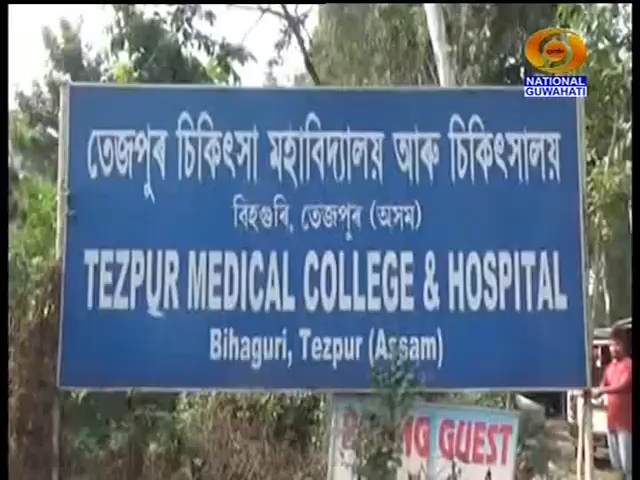 NATIONAL
GUWAHATI
তেজপুৰ চিকিৎসা মহাবিদ্যালয় আৰু চিকিৎসালয়
বিহগুৰি, তেজপুৰ (অসম)
TEZPUR MEDICAL COLLEGE & HOSPITAL
Bihaguri, Tezpur (Assam)
GUEST